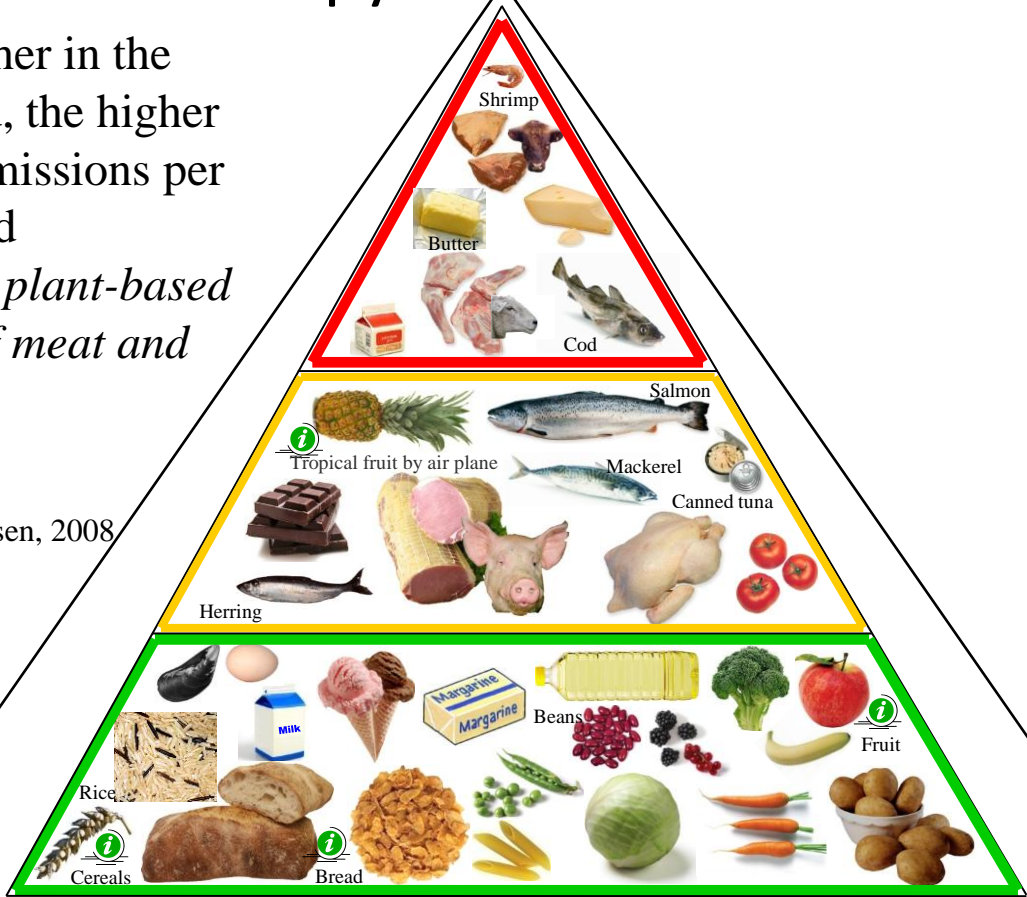 her in the
, the higher
missions per
d
plant-based
f meat and
sen, 2008
Shrimp
Butter
Cod
Salmon
i
Tropical fruit by air plane
Mackerel
Canned tuna
Herring
Margarine
Margarine
Milk
Beans
i
Fruit
Rice
i
Cereals
i
Bread